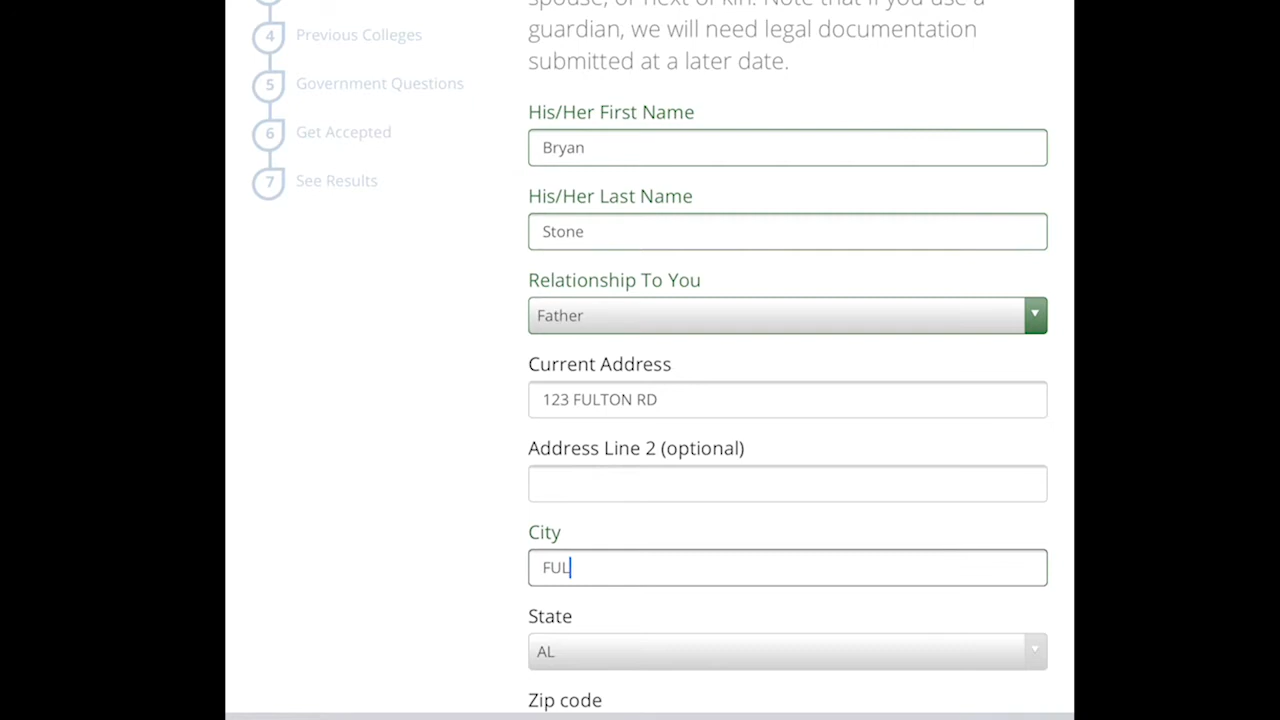 4 Previous Colleges
5 Government Questions
6 Get Accepted
7 See Results
guardian, we will need legal documentation
submitted at a later date.
His/Her First Name
Bryan
His/Her Last Name
Stone
Relationship To You
Father
Current Address
123 FULTON RD
Address Line 2 (optional)
City
FUL
State
AL
Zip code